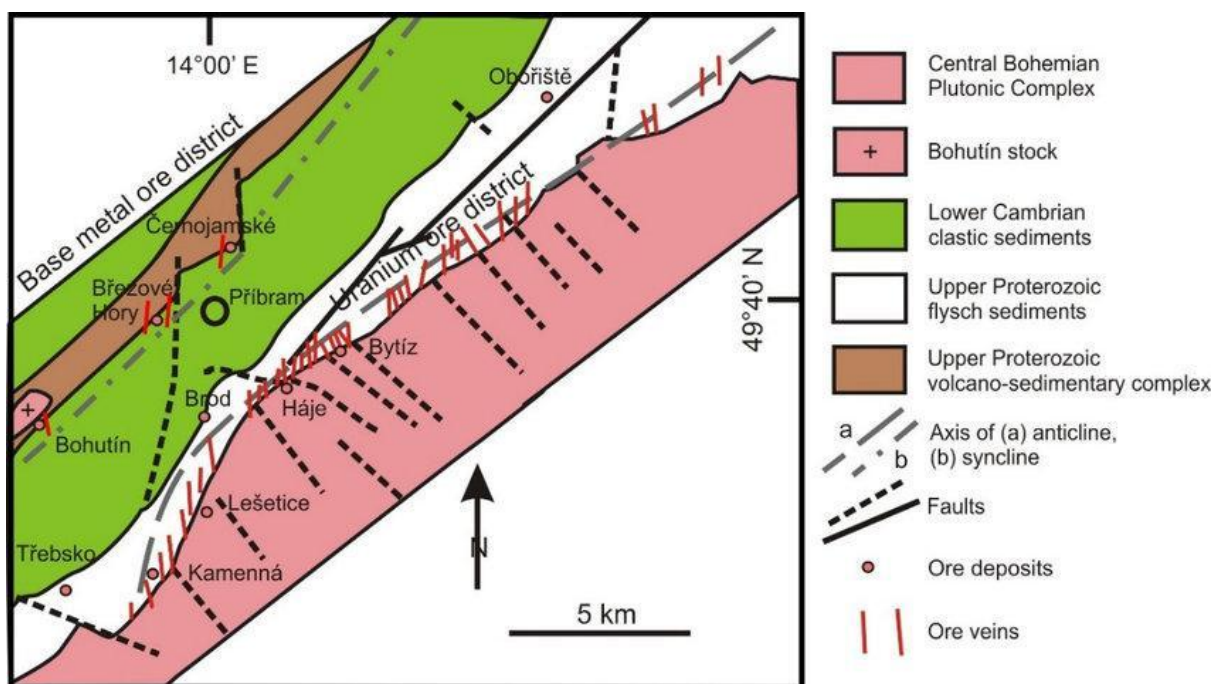 14°00' E
Obořiště
Base metal ore district
Uranium ore district
Černojamské
Březové
Hory
Příbram
49°40' N
Bytíz
Brod
Háje
+
Bohutín
Lešetice
Třebsko
Kamenná
N
5 km
Central Bohemian
Plutonic Complex
+
Bohutín stock
Lower Cambrian
clastic sediments
Upper Proterozoic
flysch sediments
Upper Proterozoic
volcano-sedimentary complex
a
b
Axis of (a) anticline,
(b) syncline
Faults
Ore deposits
Ore veins